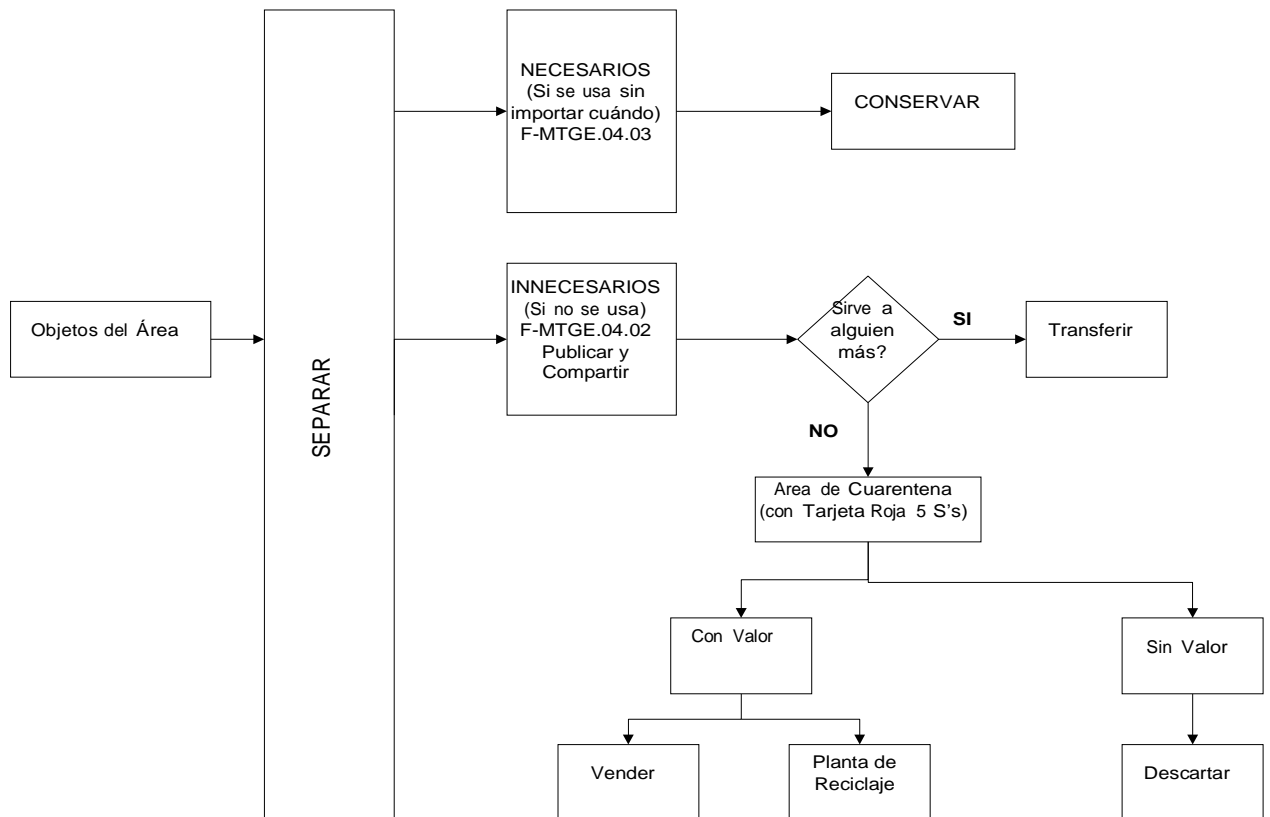 NECESARIOS
(Si se usa sin
importar cuándo)
F-MTGE.04.03
CONSERVAR
Objetos del Área
SEPARAR
INNECESARIOS
(Si no se usa)
F-MTGE.04.02
Publicar y
Compartir
Sirve a
alguien
más?
SI
Transferir
NO
Area de Cuarentena
(con Tarjeta Roja 5 S's)
Con Valor
Sin Valor
Vender
Planta de
Reciclaje
Descartar